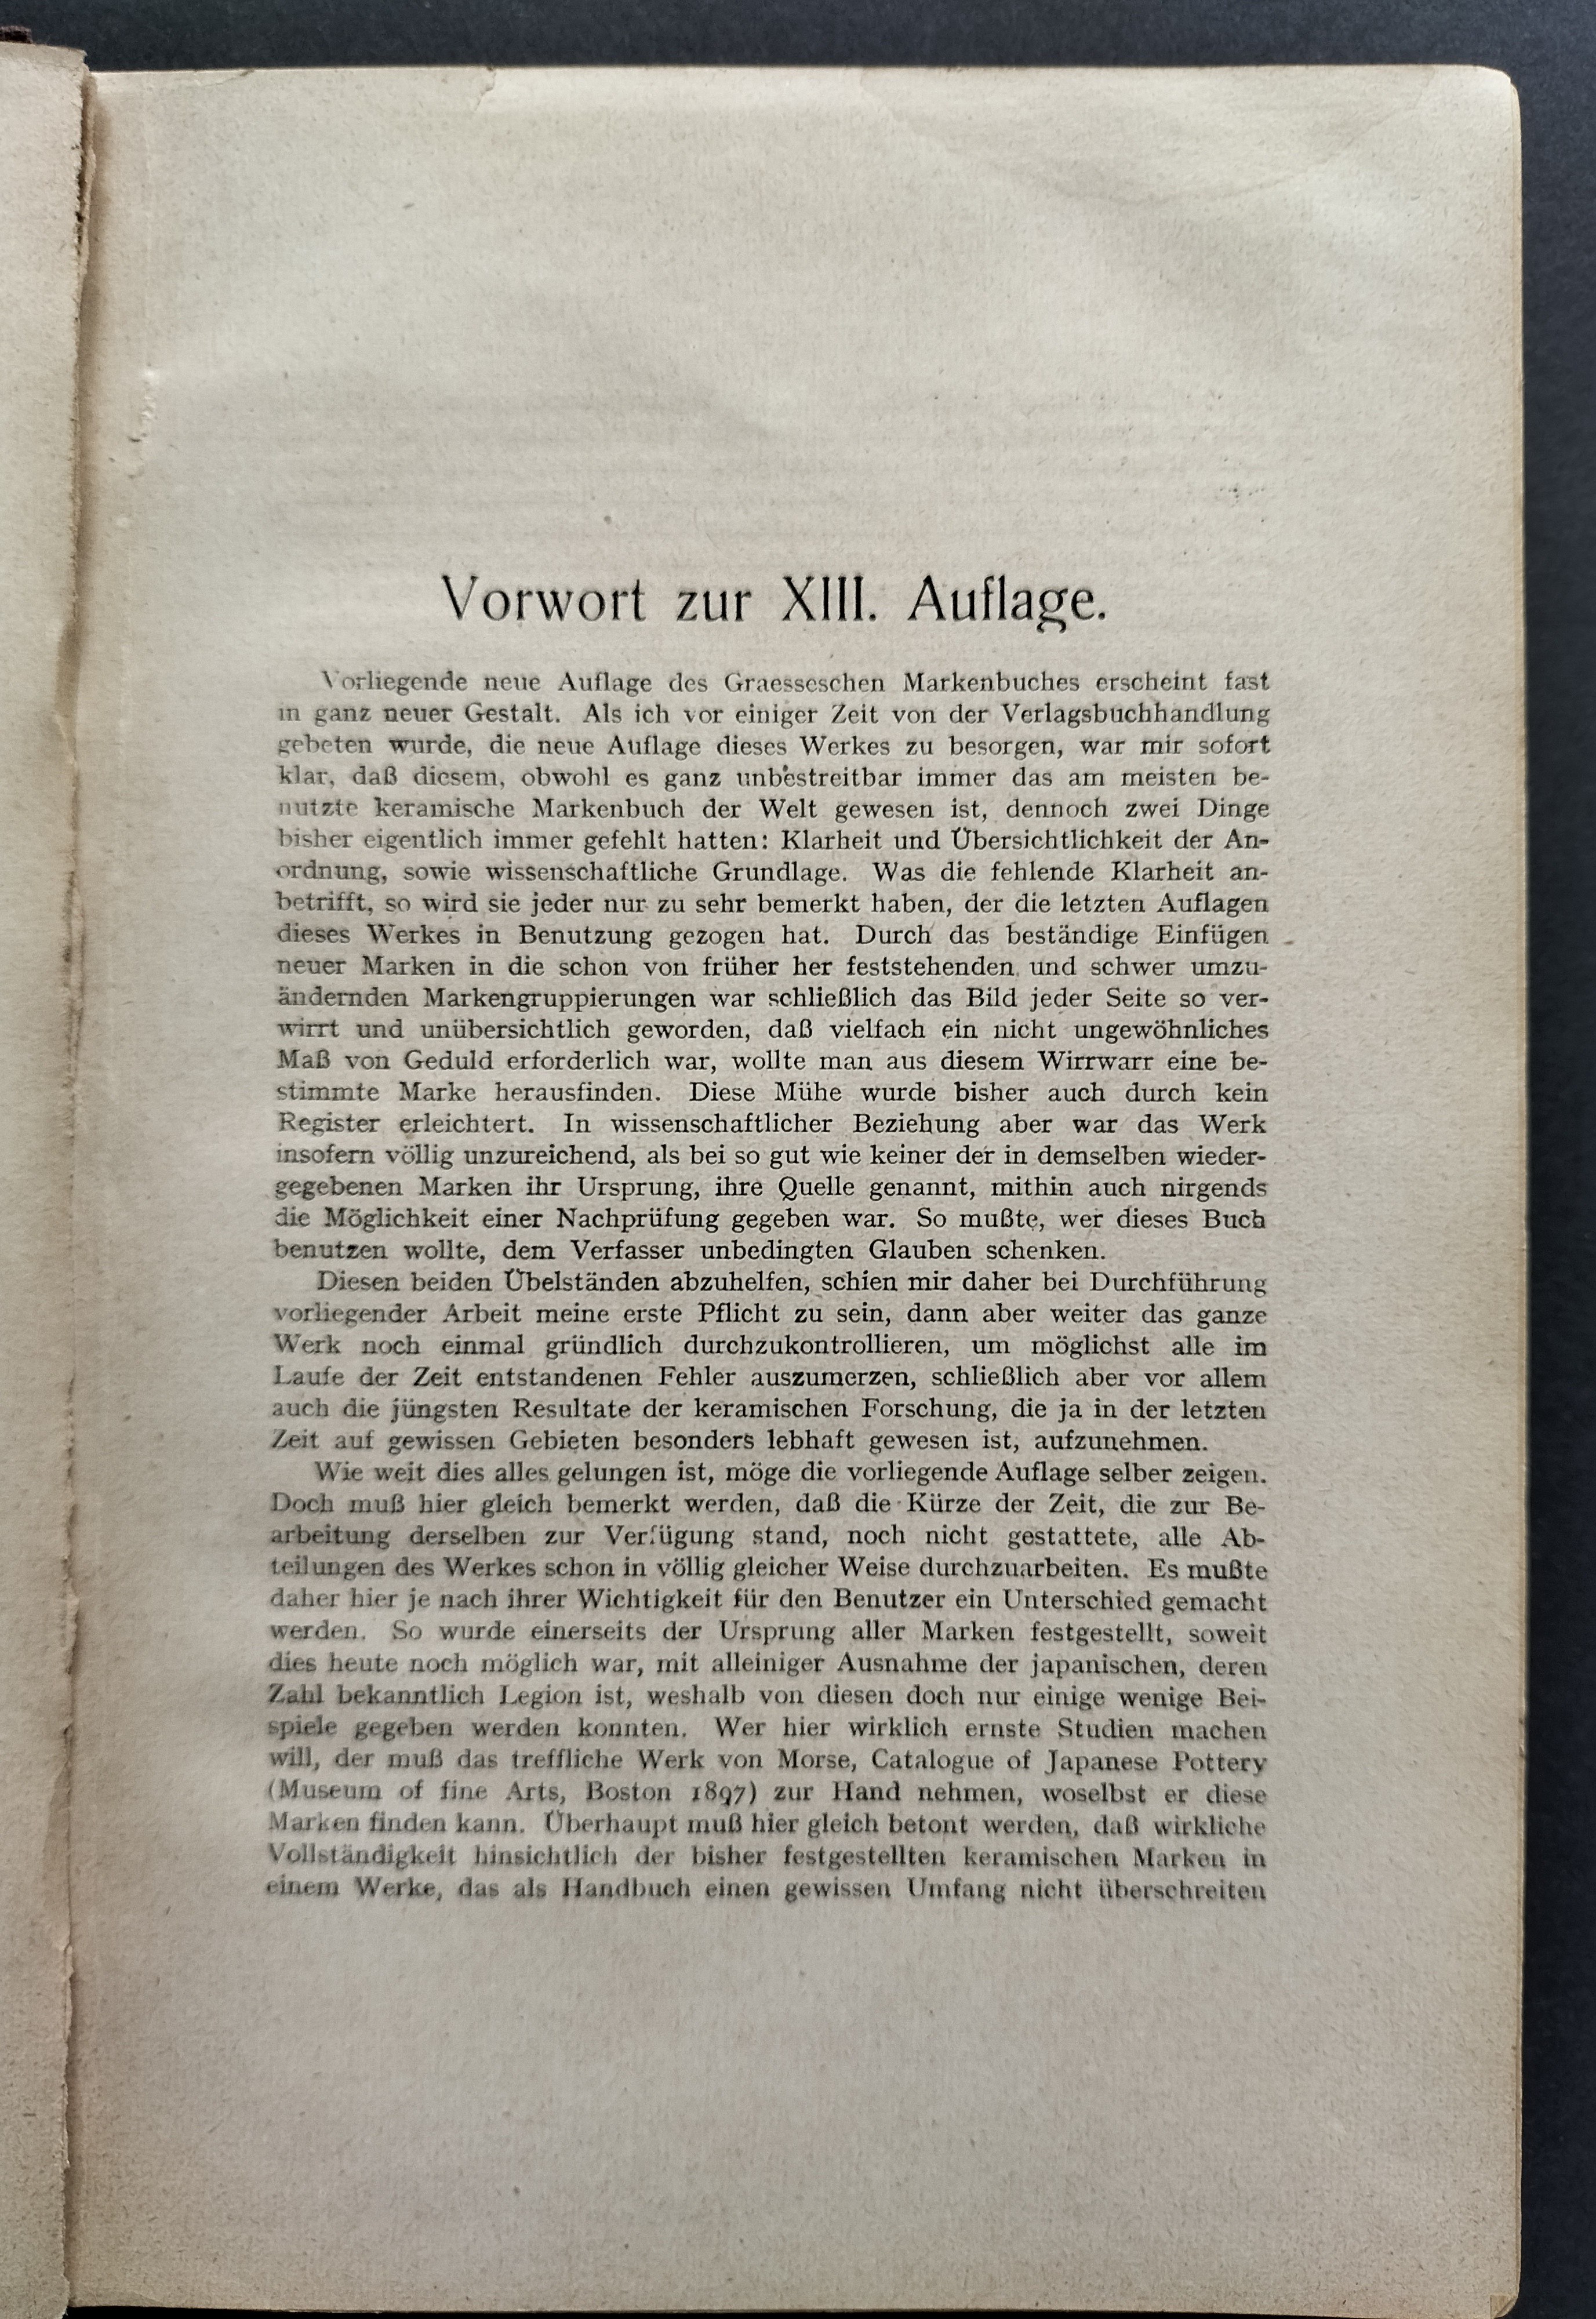 Vorwort zur XIII. Auflage.
Vorliegende neue Auflage des Graesseschen Markenbuches erscheint fast
in ganz neuer Gestalt. Als ich vor einiger Zeit von der Verlagsbuchhandlung
gebeten wurde, die neue Auflage dieses Werkes zu besorgen, war mir sofort
klar, daß diesem, obwohl es ganz unbestreitbar immer das am meisten be-
nutzte keramische Markenbuch der Welt gewesen ist, dennoch zwei Dinge
bisher eigentlich immer gefehlt hatten: Klarheit und Übersichtlichkeit der An-
ordnung, sowie wissenschaftliche Grundlage. Was die fehlende Klarheit an-
betrifft, so wird sie jeder nur zu sehr bemerkt haben, der die letzten Auflagen
dieses Werkes in Benutzung gezogen hat. Durch das beständige Einfügen
neuer Marken in die schon von früher her feststehenden und schwer umzu-
ändernden Markengruppierungen war schließlich das Bild jeder Seite so ver-
wirrt und unübersichtlich geworden, daß vielfach ein nicht ungewöhnliches
Maß von Geduld erforderlich war, wollte man aus diesem Wirrwarr eine be-
stimmte Marke herausfinden. Diese Mühe wurde bisher auch durch kein
Register erleichtert. In wissenschaftlicher Beziehung aber war das Werk
insofern völlig unzureichend, als bei so gut wie keiner der in demselben wieder-
gegebenen Marken ihr Ursprung, ihre Quelle genannt, mithin auch nirgends
die Möglichkeit einer Nachprüfung gegeben war. So mußte, wer dieses Buch
benutzen wollte, dem Verfasser unbedingten Glauben schenken.
Diesen beiden Übelständen abzuhelfen, schien mir daher bei Durchführung
vorliegender Arbeit meine erste Pflicht zu sein, dann aber weiter das ganze
Werk noch einmal gründlich durchzukontrollieren, um möglichst alle im
Laufe der Zeit entstandenen Fehler auszumerzen, schließlich aber vor allem
auch die jüngsten Resultate der keramischen Forschung, die ja in der letzten
Zeit auf gewissen Gebieten besonders lebhaft gewesen ist, aufzunehmen.
Wie weit dies alles gelungen ist, möge die vorliegende Auflage selber zeigen.
Doch muß hier gleich bemerkt werden, daß die Kürze der Zeit, die zur Be-
arbeitung derselben zur Verfügung stand, noch nicht gestattete, alle Ab-
teilungen des Werkes schon in völlig gleicher Weise durchzuarbeiten. Es mußte
daher hier je nach ihrer Wichtigkeit für den Benutzer ein Unterschied gemacht
werden. So wurde einerseits der Ursprung aller Marken festgestellt, soweit
dies heute noch möglich war, mit alleiniger Ausnahme der japanischen, deren
Zahl bekanntlich Legion ist, weshalb von diesen doch nur einige wenige Bei-
spiele gegeben werden konnten. Wer hier wirklich ernste Studien machen
will, der muß das treffliche Werk von Morse, Catalogue of Japanese Pottery
(Museum of fine Arts, Boston 1897) zur Hand nehmen, woselbst er diese
Marken finden kann. Überhaupt muß hier gleich betont werden, daß wirkliche
Vollständigkeit hinsichtlich der bisher festgestellten keramischen Marken in
einem Werke, das als Handbuch einen gewissen Umfang nicht überschreiten